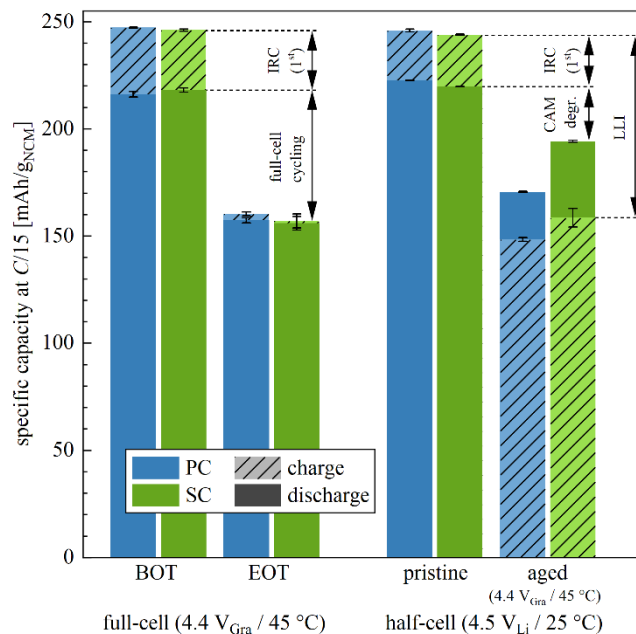 specific capacity at C/15 [mAh/gNCM]
250
200
150
100
50
0
IRC
(1st)
full-cell
cycling
IRC
(1st)
CAM
degr.
LLI
PC
charge
SC
discharge
BOT
EOT
pristine
aged
(4.4 VGra / 45 °C)
full-cell (4.4 VGra / 45 °C)
half-cell (4.5 VLi / 25 °C)